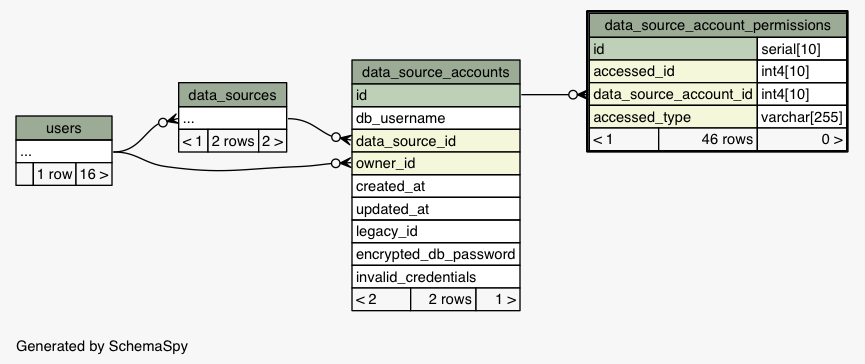 users
...
1 row 16 >
data_sources
...
< 1 2 rows 2 >
data_source_accounts
id
db_username
data_source_id
owner_id
created_at
updated_at
legacy_id
encrypted_db_password
invalid_credentials
< 2 2 rows 1 >
data_source_account_permissions
id serial[10]
accessed_id int4[10]
data_source_account_id int4[10]
accessed_type varchar[255]
< 1 46 rows 0 >
Generated by SchemaSpy